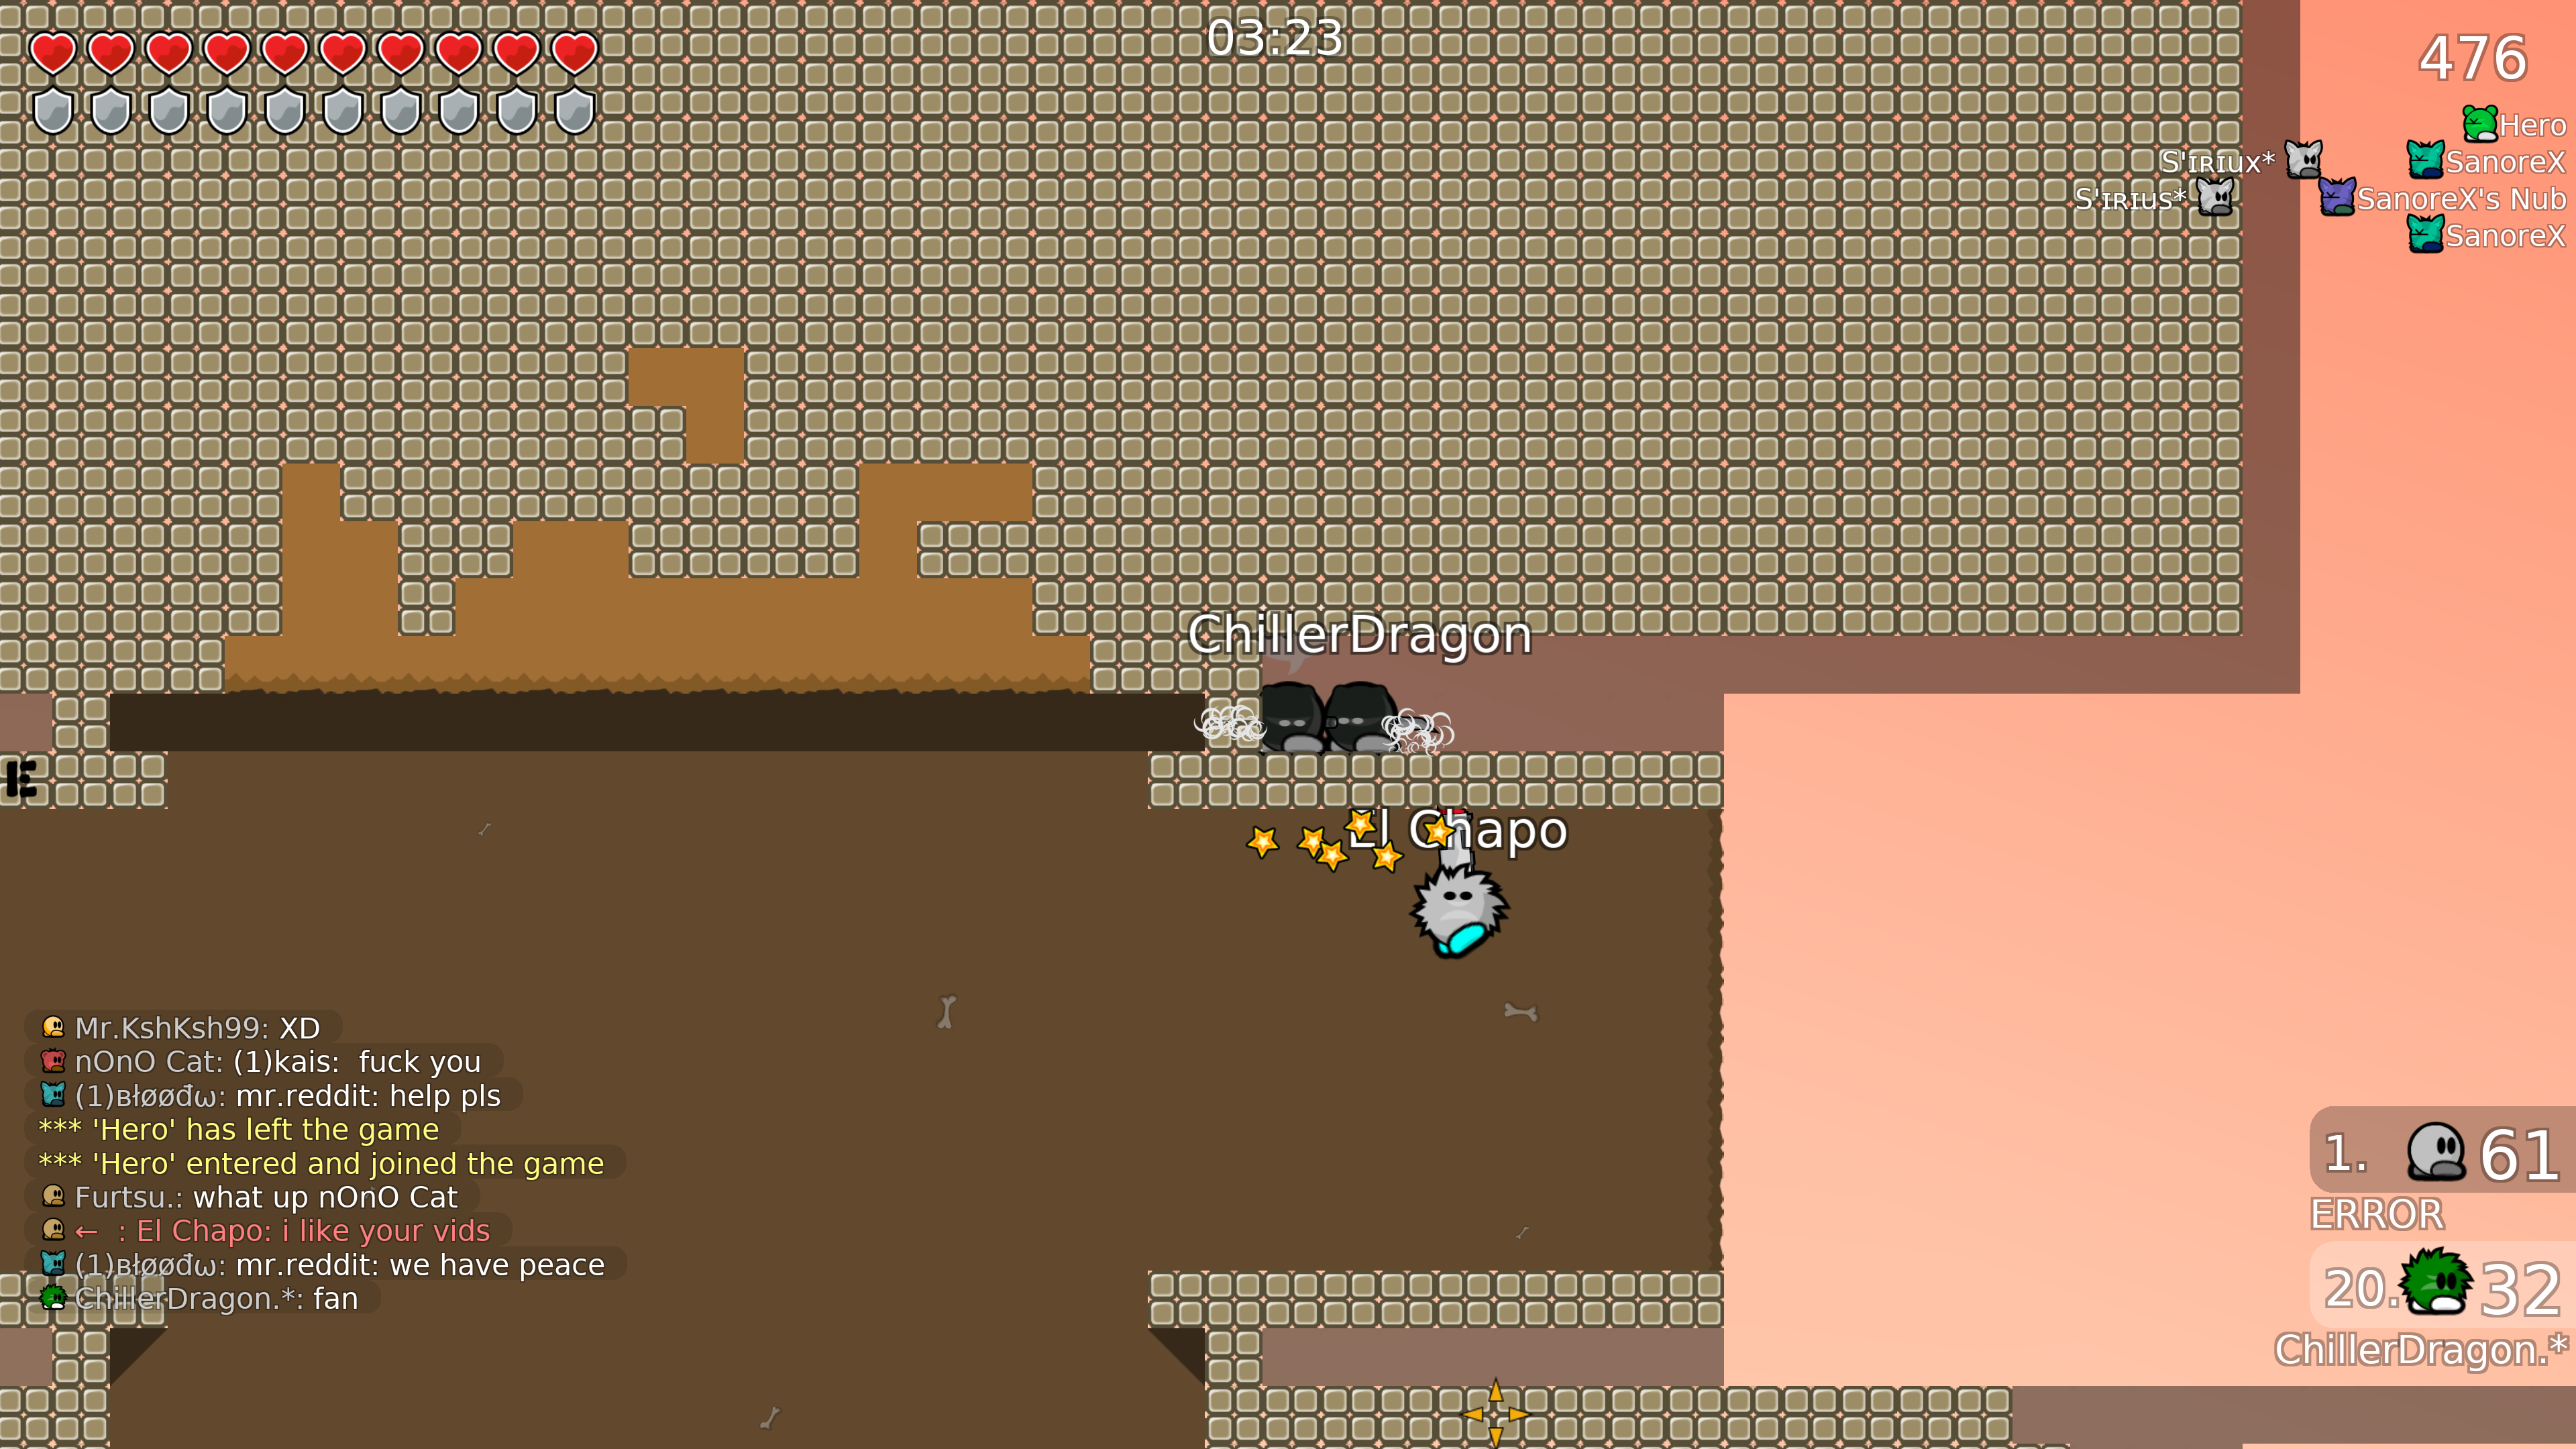 03:23
476
Hero
S'ɪʀɪᴜx* SanoreX
S'ɪʀɪᴜs* SanoreX's Nub
SanoreX
ChillerDragon
El Chapo
Mr.KshKsh99: XD
nOnO Cat: (1)kais: fuck you
(1)вłøøđω: mr.reddit: help pls
*** 'Hero' has left the game
*** 'Hero' entered and joined the game
Furtsu.: what up nOnO Cat
← : El Chapo: i like your vids
(1)вłøøđω: mr.reddit: we have peace
ChillerDragon.*: fan
1. 61
ERROR
20. 32
ChillerDragon.*